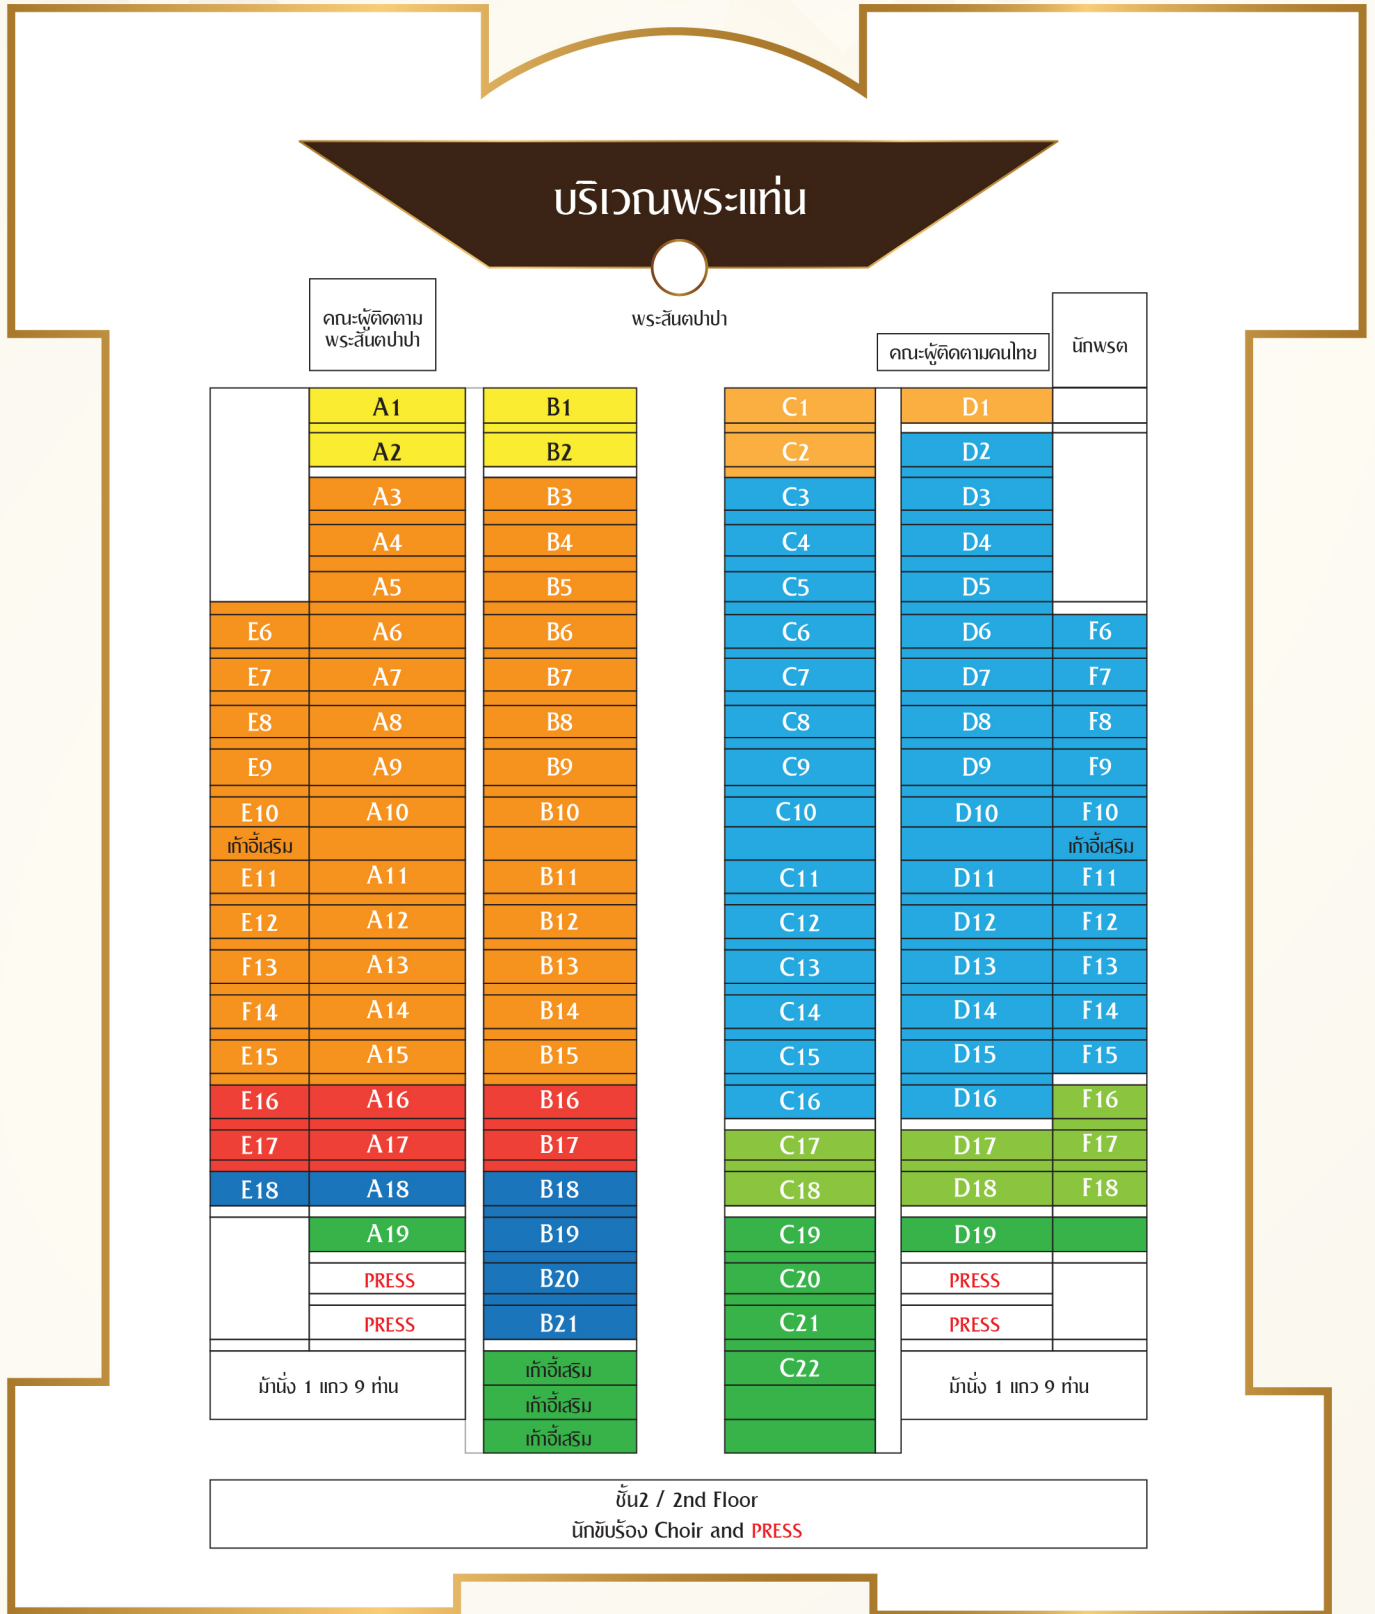 บริเวณพระแท่น
พระสันตปาปา
คณะผู้ติดตาม
พระสันตปาปา
คณะผู้ติดตามคนไทย
นักพรต
A1 B1 C1 D1
A2 B2 C2 D2
A3 B3 C3 D3
A4 B4 C4 D4
A5 B5 C5 D5
E6 A6 B6 C6 D6 F6
E7 A7 B7 C7 D7 F7
E8 A8 B8 C8 D8 F8
E9 A9 B9 C9 D9 F9
E10 A10 B10 C10 D10 F10
เก้าอี้เสริม เก้าอี้เสริม
E11 A11 B11 C11 D11 F11
E12 A12 B12 C12 D12 F12
F13 A13 B13 C13 D13 F13
F14 A14 B14 C14 D14 F14
E15 A15 B15 C15 D15 F15
E16 A16 B16 C16 D16 F16
E17 A17 B17 C17 D17 F17
E18 A18 B18 C18 D18 F18
A19 B19 C19 D19
PRESS B20 C20 PRESS
PRESS B21 C21 PRESS
เก้าอี้เสริม C22
ม้านั่ง 1 แถว 9 ท่าน ม้านั่ง 1 แถว 9 ท่าน
เก้าอี้เสริม
เก้าอี้เสริม
ชั้น2 / 2nd Floor
นักขับร้อง Choir and PRESS